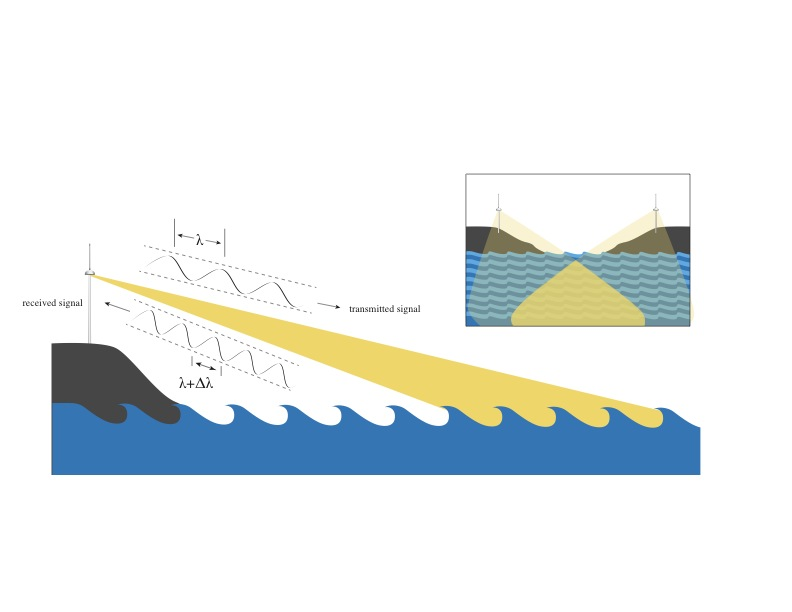 λ
received signal
transmitted signal
λ+Δλ